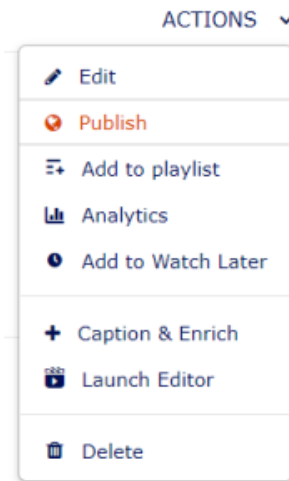 ACTIONS
Edit
Publish
Add to playlist
Analytics
Add to Watch Later
Caption & Enrich
Launch Editor
Delete